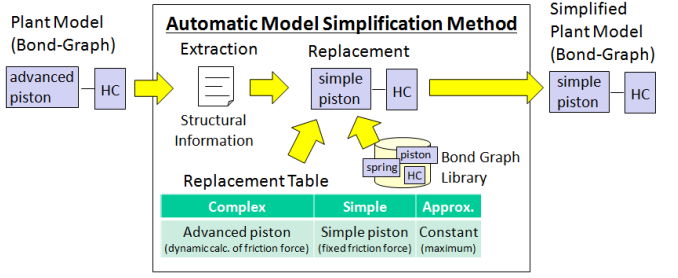 Plant Model
(Bond-Graph)
advanced
piston
HC
Automatic Model Simplification Method
Extraction
Structural
Information
Replacement
simple
piston
HC
Bond Graph
Library
piston
spring
HC
Replacement Table
Complex Simple Approx.
Advanced piston Simple piston Constant
(dynamic calc. of friction force) (fixed friction force) (maximum)
Simplified
Plant Model
(Bond-Graph)
simple
piston
HC